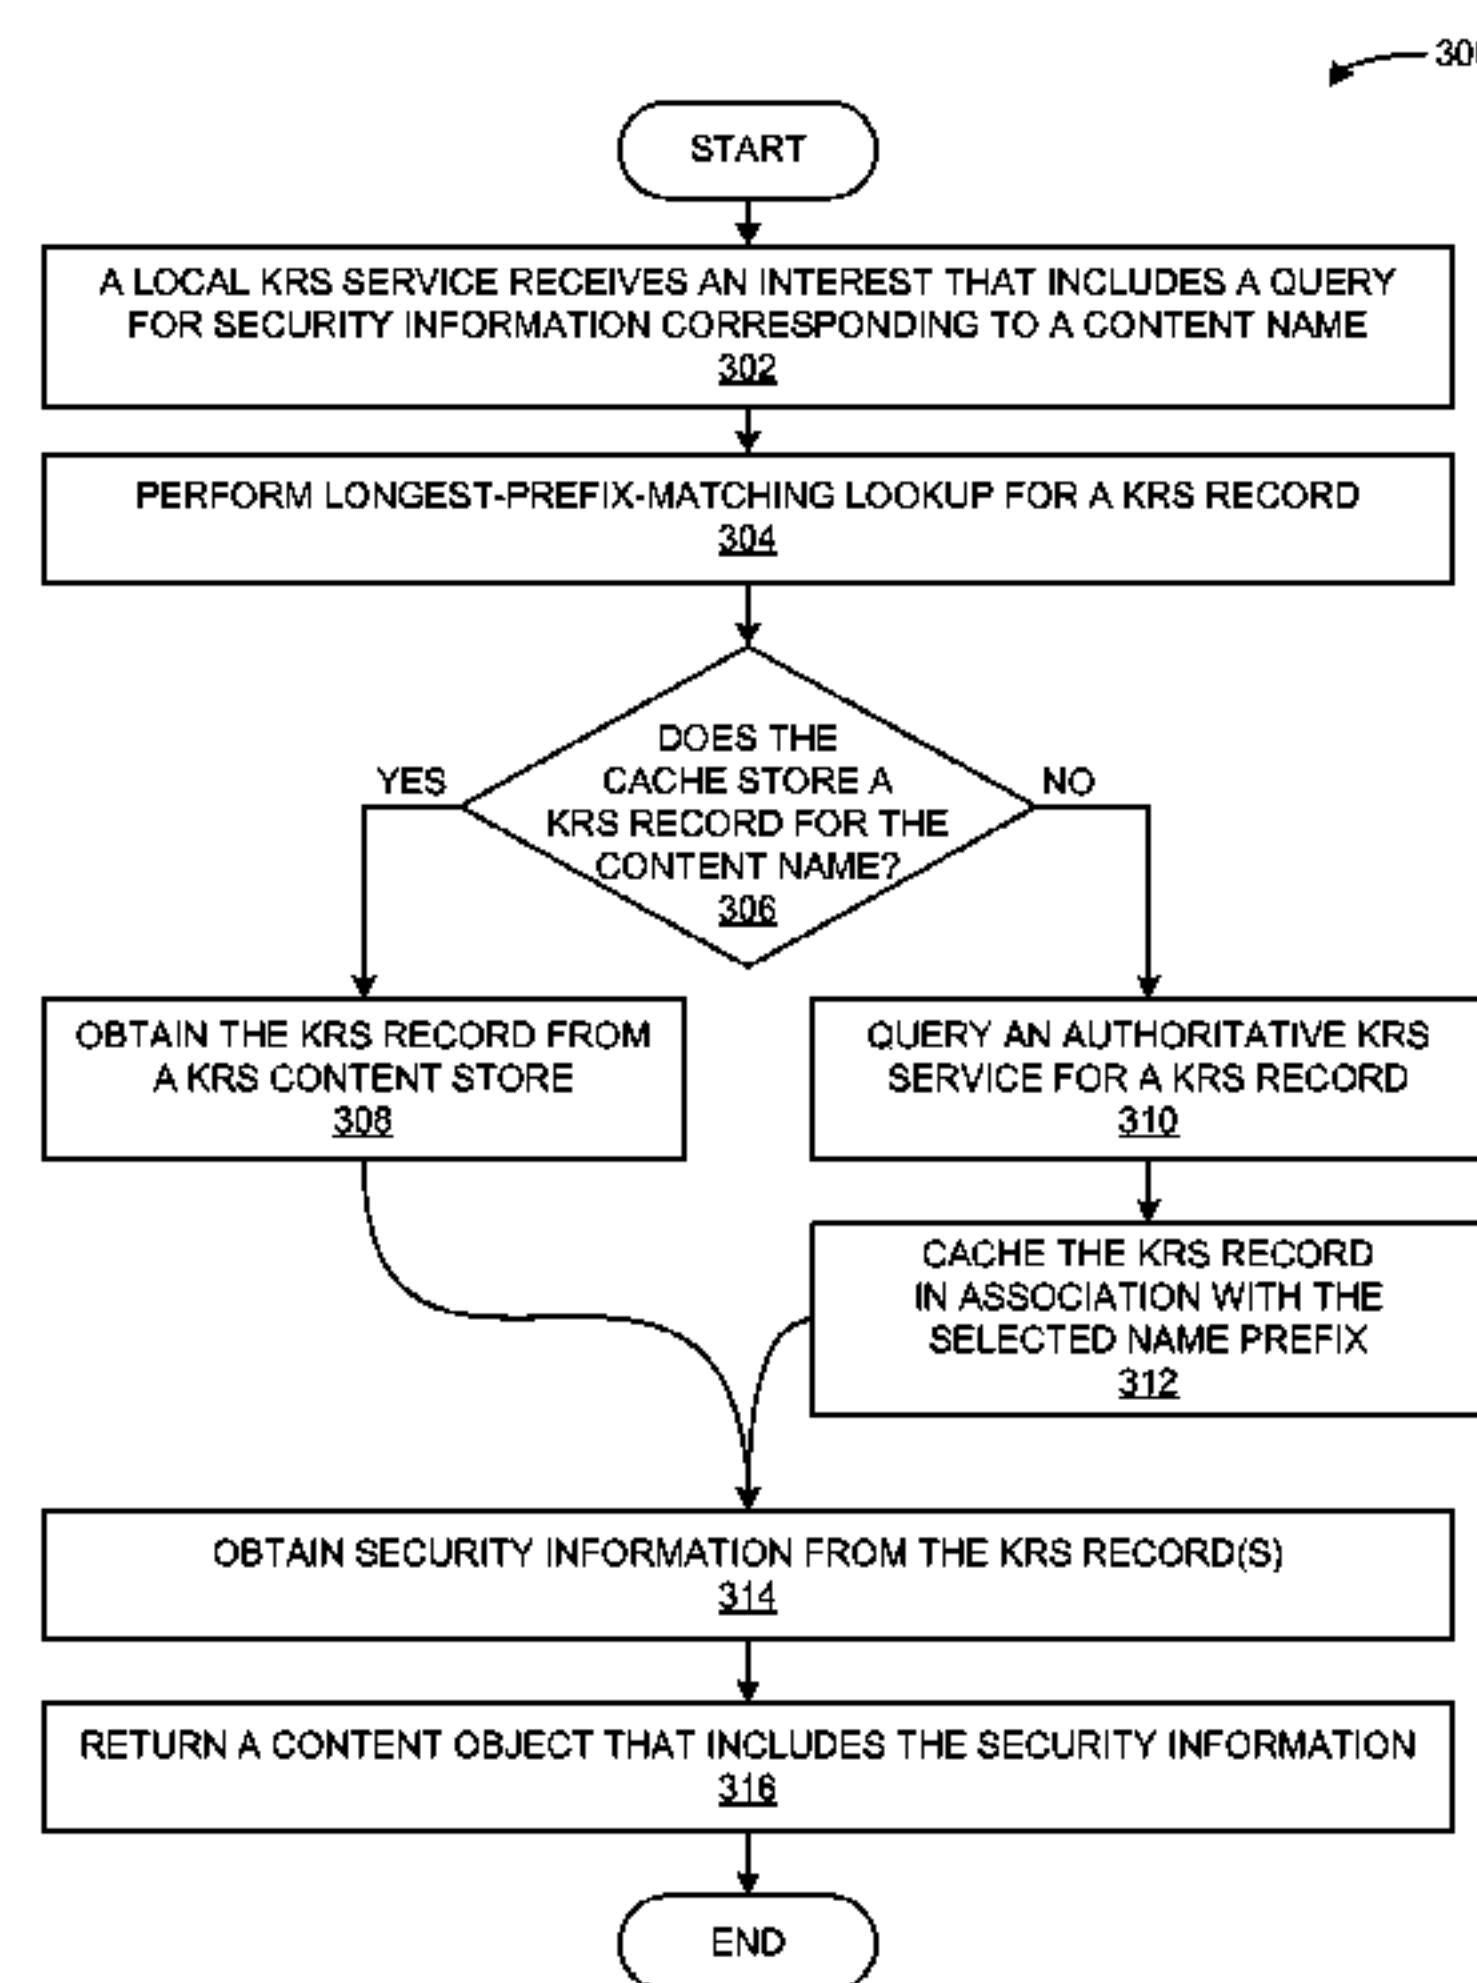 START
A LOCAL KRS SERVICE RECEIVES AN INTEREST THAT INCLUDES A QUERY
FOR SECURITY INFORMATION CORRESPONDING TO A CONTENT NAME
302
PERFORM LONGEST-PREFIX-MATCHING LOOKUP FOR A KRS RECORD
304
DOES THE
CACHE STORE A
KRS RECORD FOR THE
CONTENT NAME?
306
YES
NO
OBTAIN THE KRS RECORD FROM
A KRS CONTENT STORE
308
QUERY AN AUTHORITATIVE KRS
SERVICE FOR A KRS RECORD
310
CACHE THE KRS RECORD
IN ASSOCIATION WITH THE
SELECTED NAME PREFIX
312
OBTAIN SECURITY INFORMATION FROM THE KRS RECORD(S)
314
RETURN A CONTENT OBJECT THAT INCLUDES THE SECURITY INFORMATION
316
END